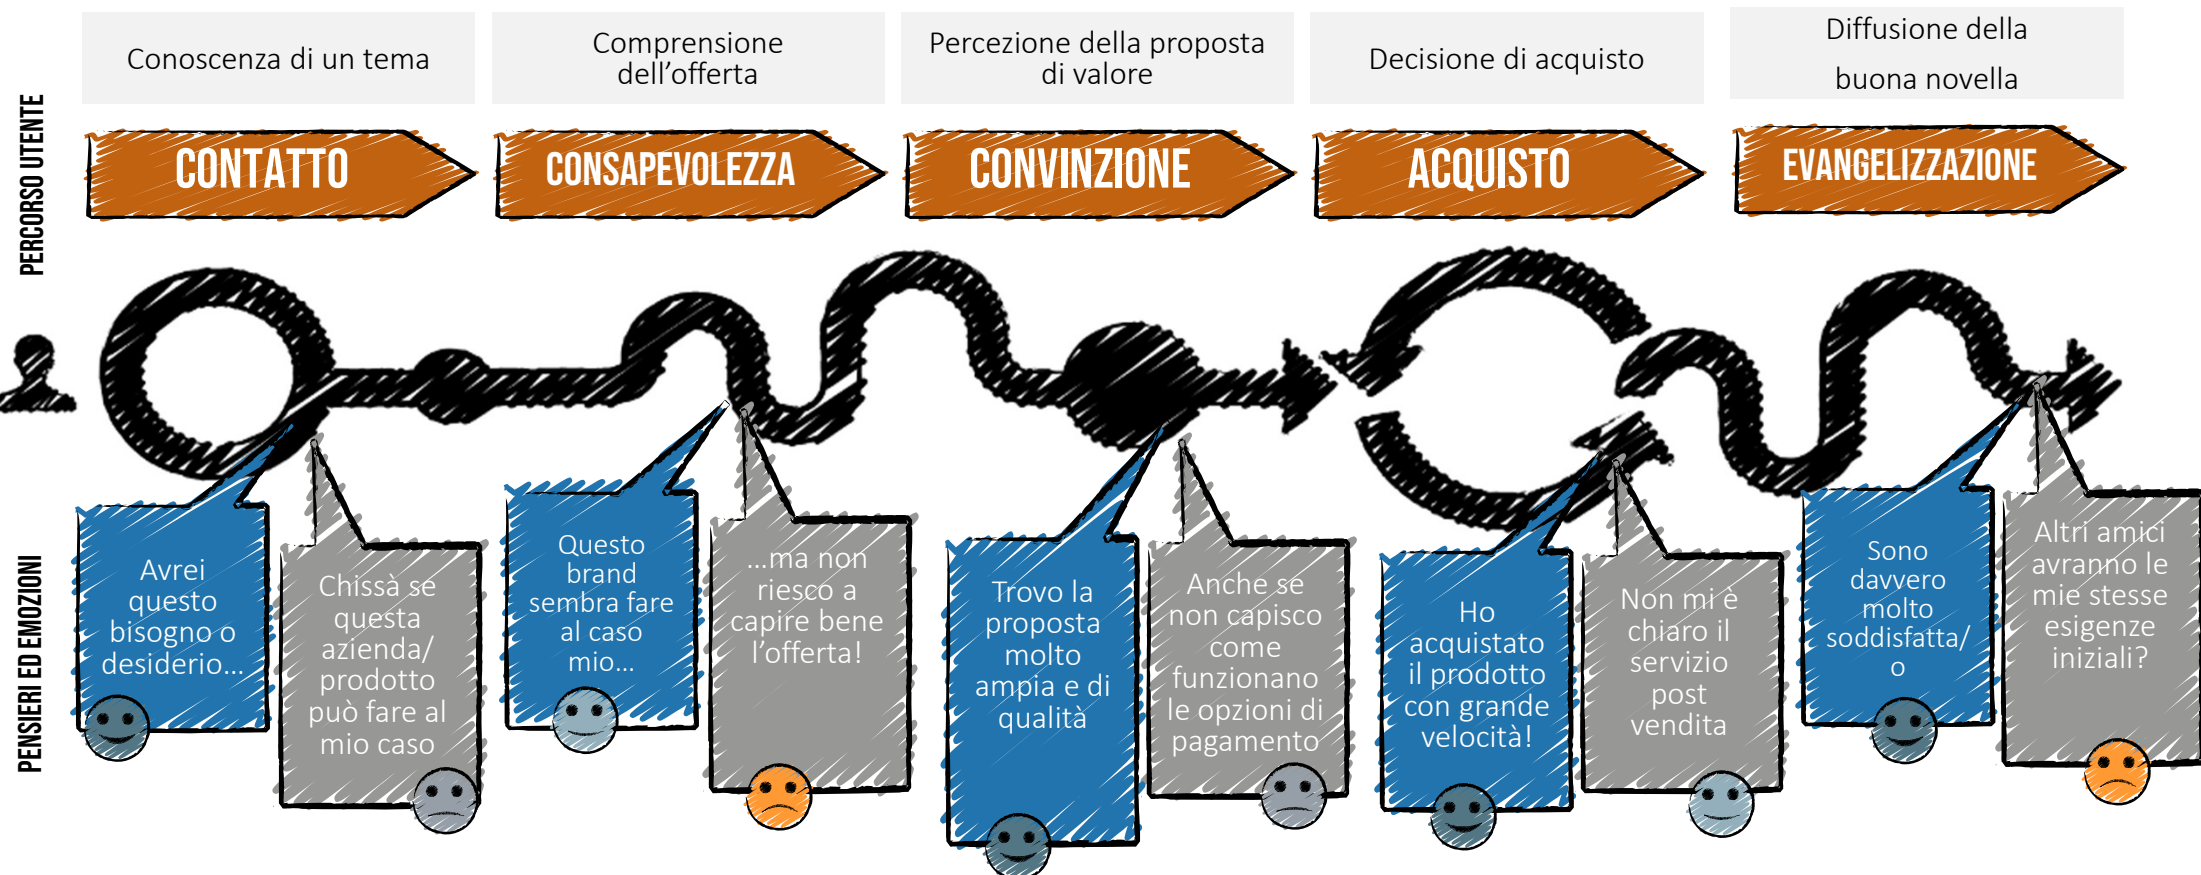 Conoscenza di un tema
Comprensione
dell’offerta
Percezione della proposta
di valore
Decisione di acquisto
Diffusione della
buona novella
PERCORSO UTENTE
CONTATTO
CONSAPEVOLEZZA
CONVINZIONE
ACQUISTO
EVANGELIZZAZIONE
PENSIERI ED EMOZIONI
Avrei
questo
bisogno o
desiderio...
Chissà se
questa
azienda/
prodotto
può fare al
mio caso
Questo
brand
sembra fare
al caso
mio...
...ma non
riesco a
capire bene
l’offerta!
Trovo la
proposta
molto
ampia e di
qualità
Anche se
non capisco
come
funzionano
le opzioni di
pagamento
Ho
acquistato
il prodotto
con grande
velocità!
Non mi è
chiaro il
servizio
post
vendita
Sono
davvero
molto
soddisfatta/
o
Altri amici
avranno le
mie stesse
esigenze
iniziali?